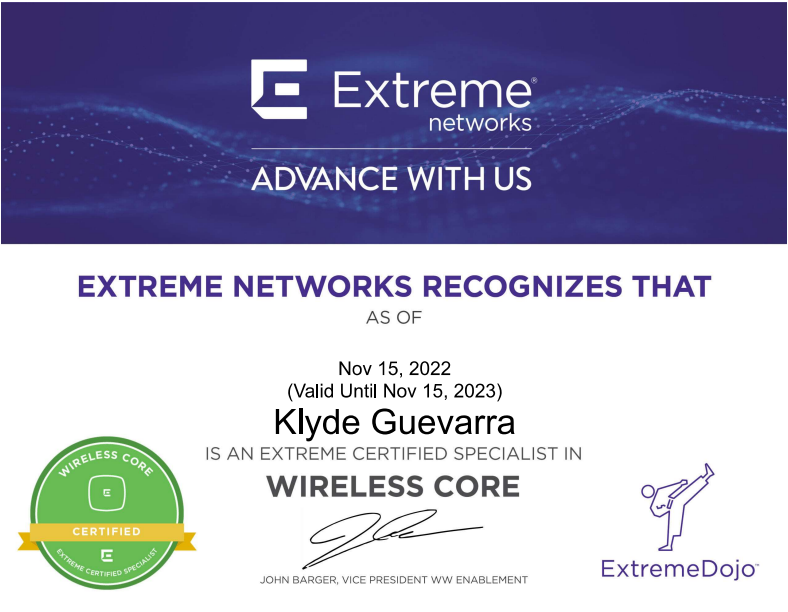 Extreme®
networks
ADVANCE WITH US
EXTREME NETWORKS RECOGNIZES THAT
AS OF
Nov 15, 2022
(Valid Until Nov 15, 2023)
Klyde Guevarra
IS AN EXTREME CERTIFIED SPECIALIST IN
WIRELESS CORE
WIRELESS CORE
E
CERTIFIED
E
EXTREME CERTIFIED SPECIALIST
JOHN BARGER, VICE PRESIDENT WW ENABLEMENT
ExtremeDojo™